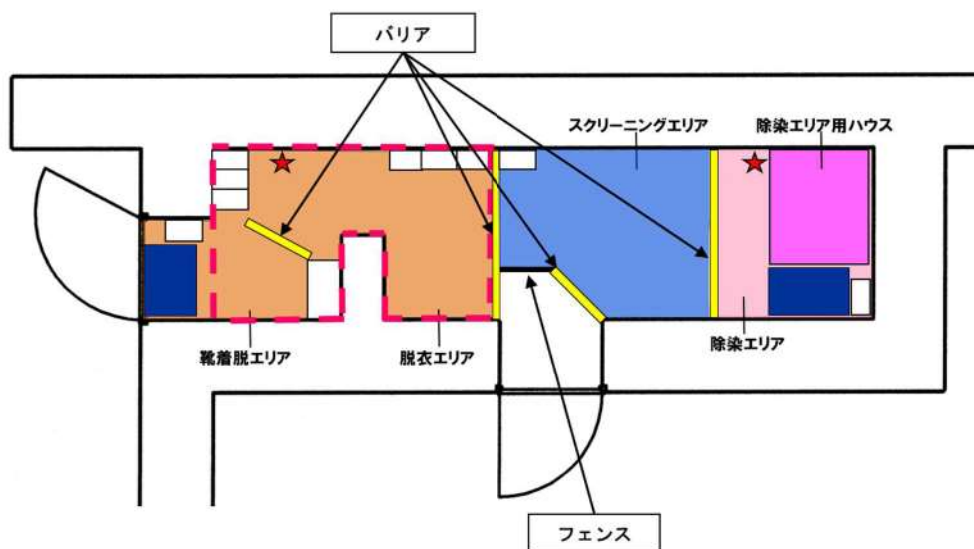 バリア
スクリーニングエリア
除染エリア用ハウス
靴着脱エリア
脱衣エリア
除染エリア
フェンス